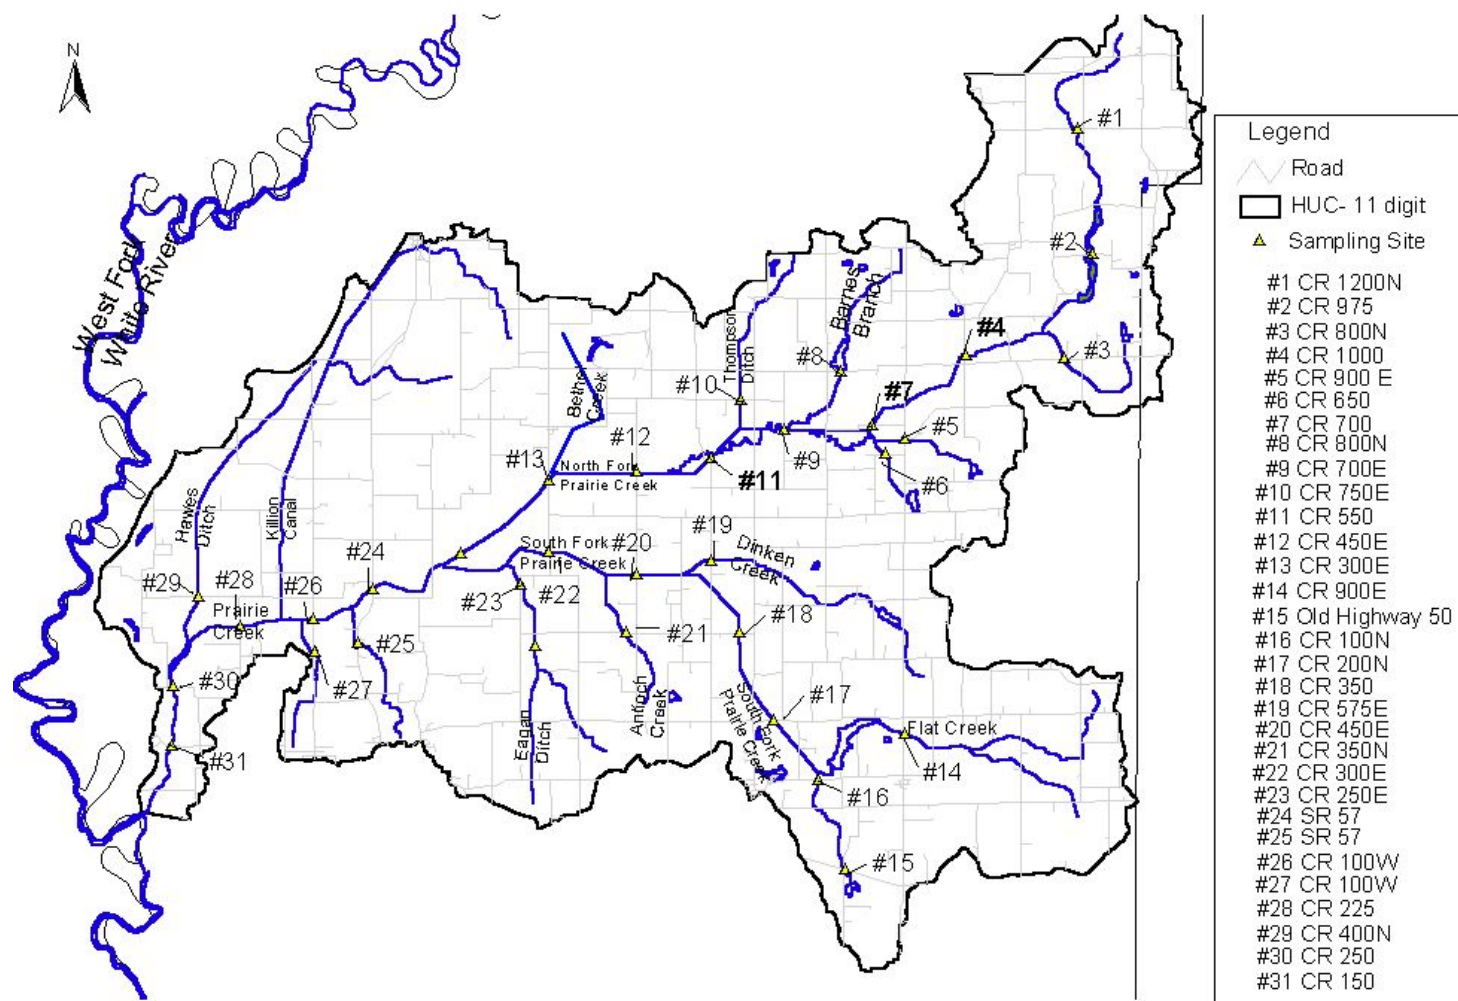 N
#1
Legend
Road
HUC- 11 digit
Sampling Site
#2
West Fork
White River
Barnes
Branch
#4
#3
Thompson
Ditch
#8
#10
#7
#5
Bethel
Creek
#12
#13
North Fork
Prairie Creek
#11
#9
#6
Hawes
Ditch
Killion
Canal
#19
South Fork
Prairie Creek
#20
Dinken
Creek
#24
#29
#28
#26
#23
#22
Prairie
Creek
#18
#21
#25
#27
#30
#17
Antioch
Creek
South Fork
Prairie Creek
Flat Creek
Eagan
Ditch
#31
#14
#16
#15
#1 CR 1200N
#2 CR 975
#3 CR 800N
#4 CR 1000
#5 CR 900 E
#6 CR 650
#7 CR 700
#8 CR 800N
#9 CR 700E
#10 CR 750E
#11 CR 550
#12 CR 450E
#13 CR 300E
#14 CR 900E
#15 Old Highway 50
#16 CR 100N
#17 CR 200N
#18 CR 350
#19 CR 575E
#20 CR 450E
#21 CR 350N
#22 CR 300E
#23 CR 250E
#24 SR 57
#25 SR 57
#26 CR 100W
#27 CR 100W
#28 CR 225
#29 CR 400N
#30 CR 250
#31 CR 150